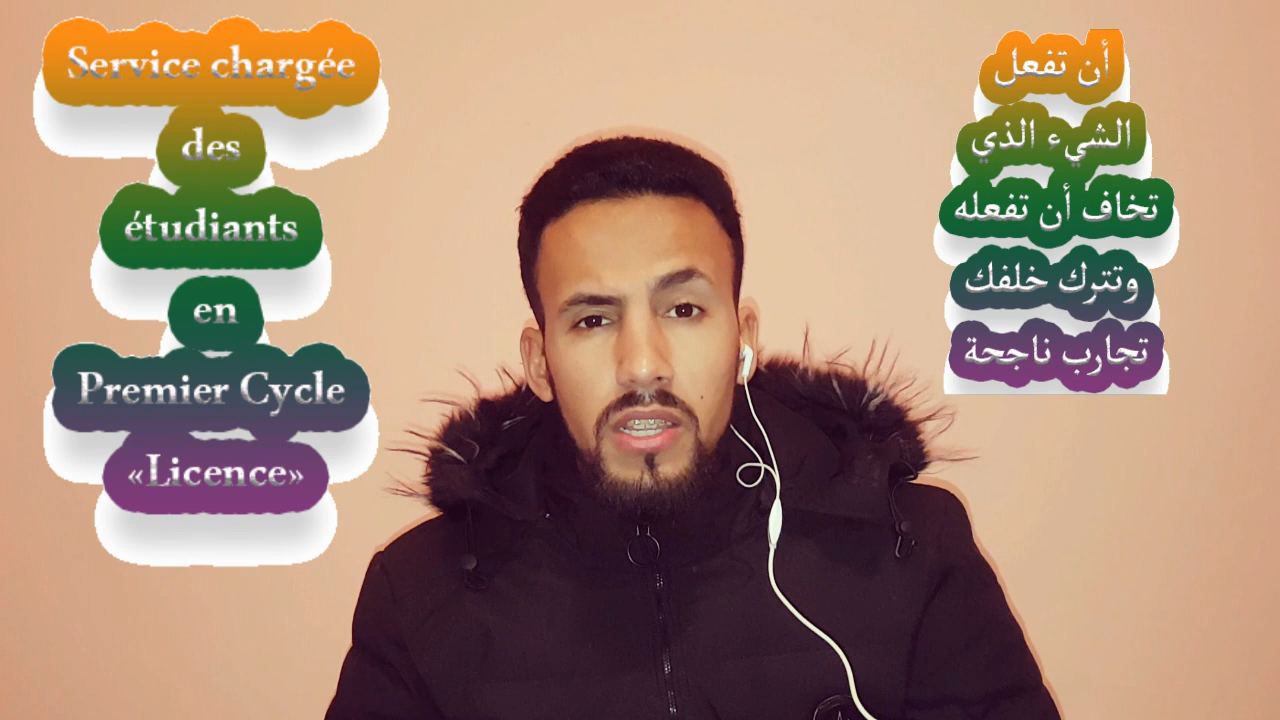 Service chargée
des
étudiants
en
Premier Cycle
«Licence»
أن تفعل
الشيء الذي
تخاف أن تفعله
وتترك خلفك
تجارب ناجحة